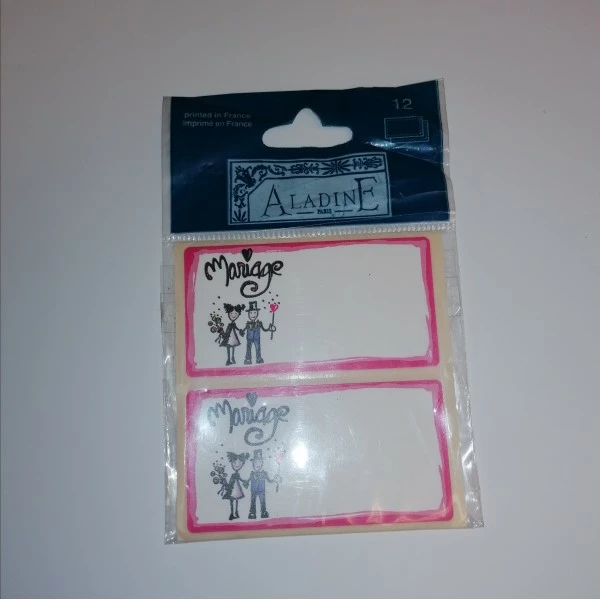 printed in France
imprimé en France
12
ALADINE
PARIS
Mariage
Mariage